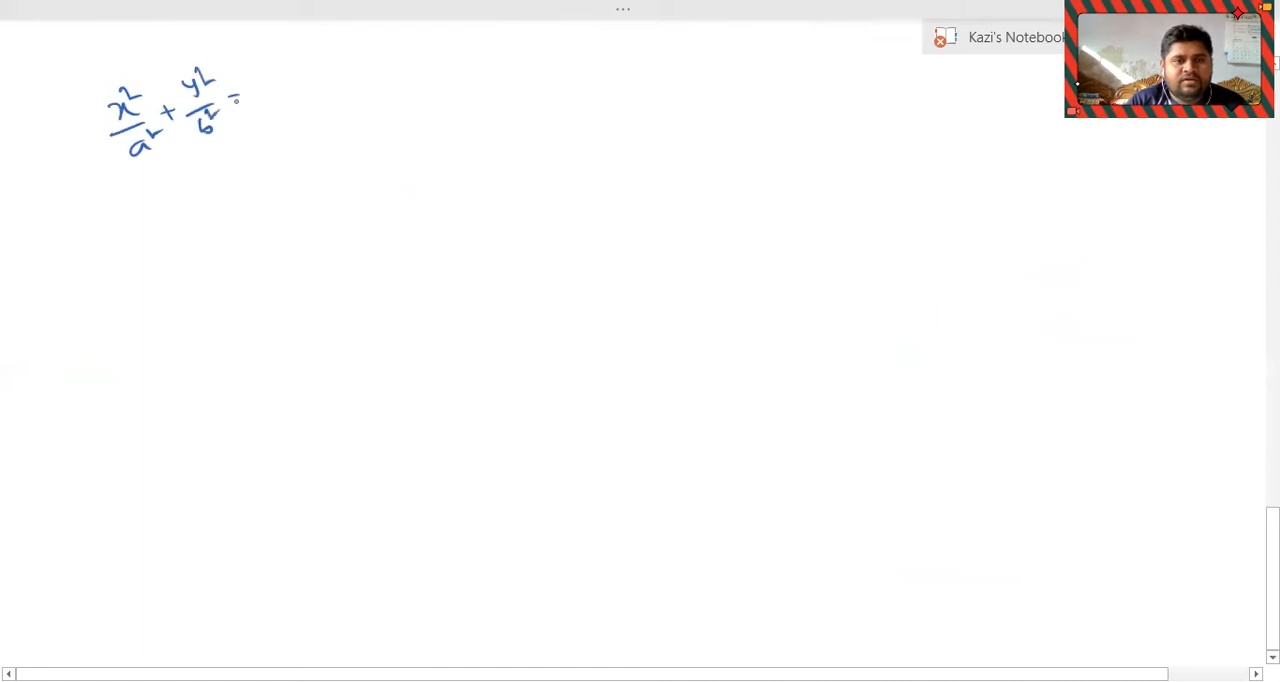 ...
Kazi's Notebook
x²/a² + y²/b² =